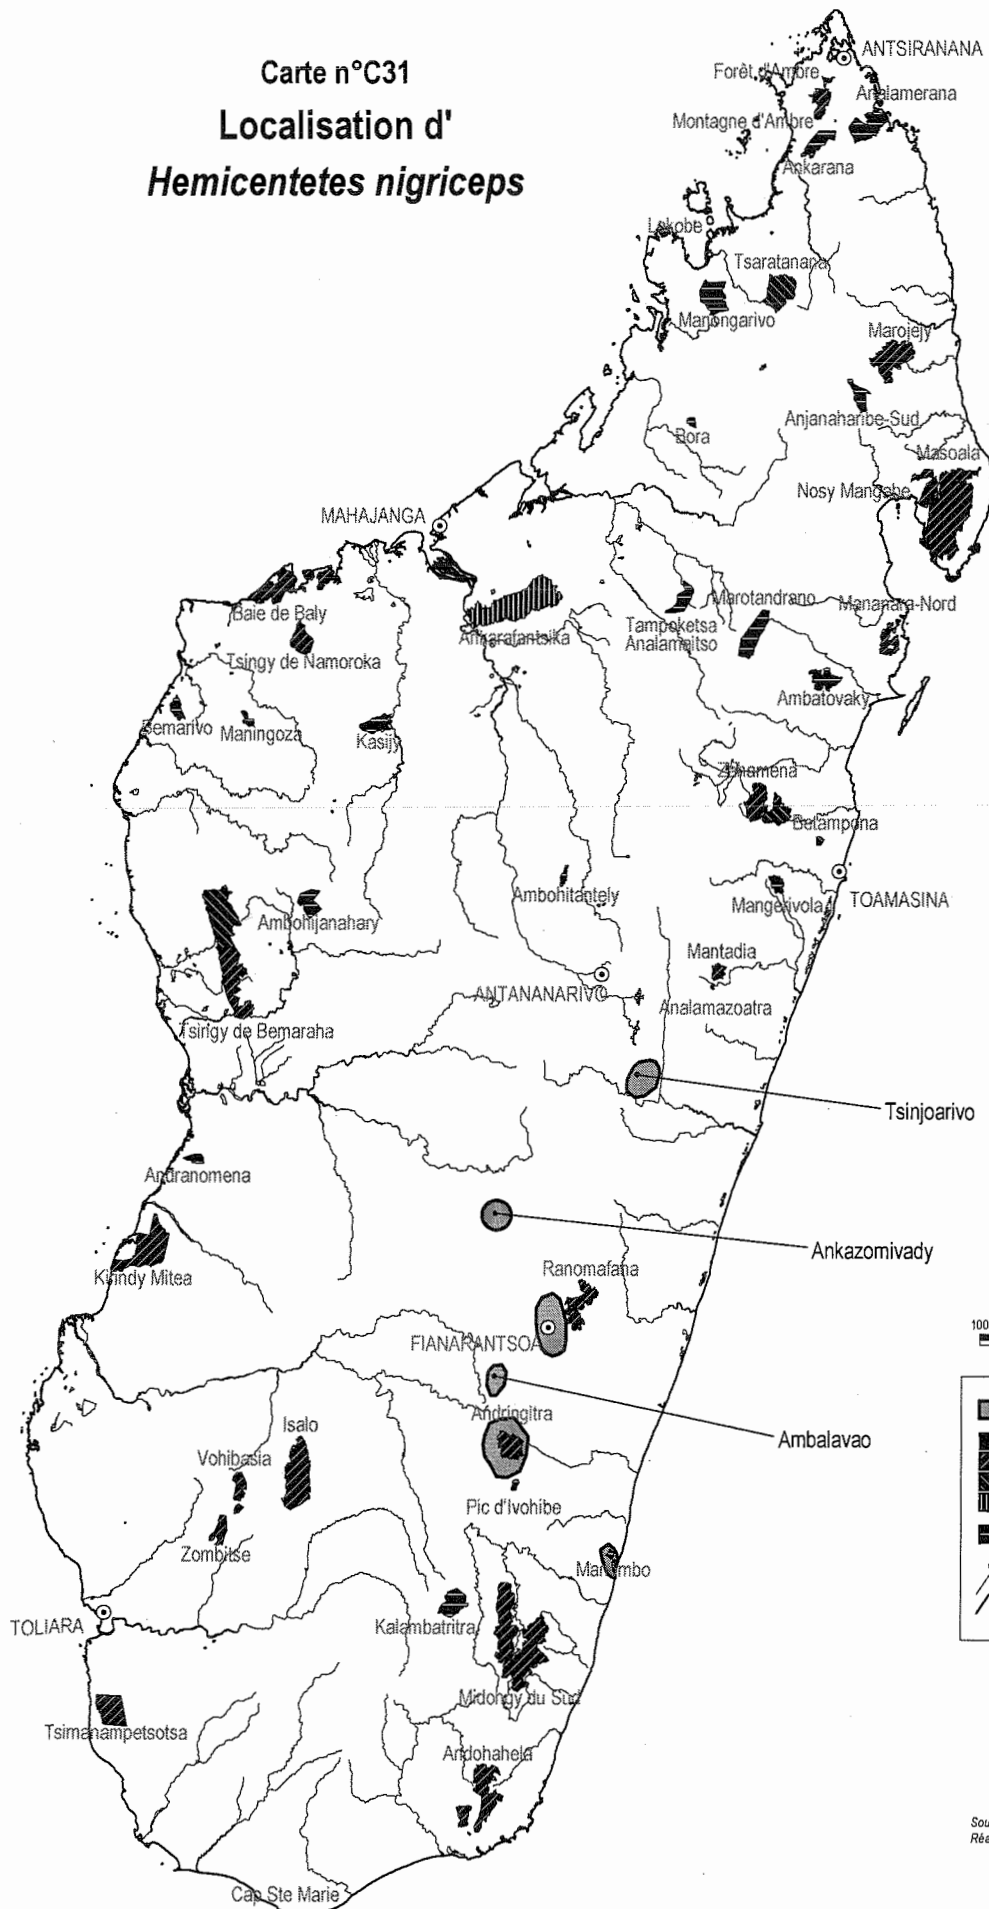 Carte n°C31
Localisation d'
Hemicentetes nigriceps
ANTSIRANANA
Forêt d'Ambre
Analamerana
Montagne d'Ambre
Ankarana
Lokobe
Tsaratanana
Manongarivo
Marojejy
Anjanaharibe-Sud
Bora
Masoala
Nosy Mangabe
MAHAJANGA
Baie de Baly
Ankarafantsika
Marotandrano
Mananara-Nord
Tampoketsa
Analamaitso
Tsingy de Namoroka
Ambatovaky
Bemarivo
Maningoza
Kasijy
Zahamena
Betampona
Ambohitantely
Mangerivola
TOAMASINA
Ambohijanahary
Mantadia
ANTANANARIVO
Analamazoatra
Tsingy de Bemaraha
Tsinjoarivo
Andranomena
Ankazomivady
Kirindy Mitea
Ranomafana
100
FIANARANTSOA
Andringitra
Ambalavao
Isalo
Vohibasia
Pic d'Ivohibe
Zombitse
Manombo
TOLIARA
Kalambatritra
Midongy du Sud
Tsimanampetsotsa
Andohahela
Sou
Réa
Cap Ste Marie